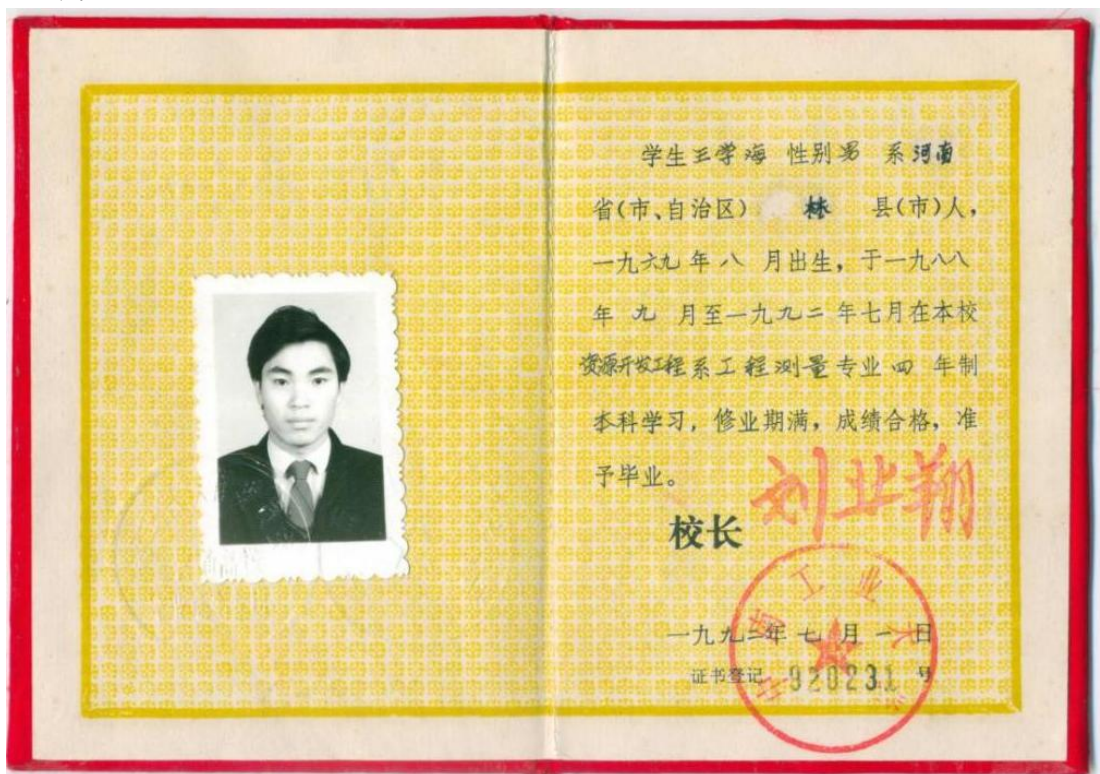 学生王学海 性别男 系河南
省(市、自治区) 林 县(市)人，
一九六九年八 月出生，于一九八八
年 九 月至一九九二年七月在本校
资源开发工程系工程测量专业四 年制
本科学习，修业期满，成绩合格，准
予毕业。
校长 刘业翔
一九九二年七月一日
证书登记 920231 号